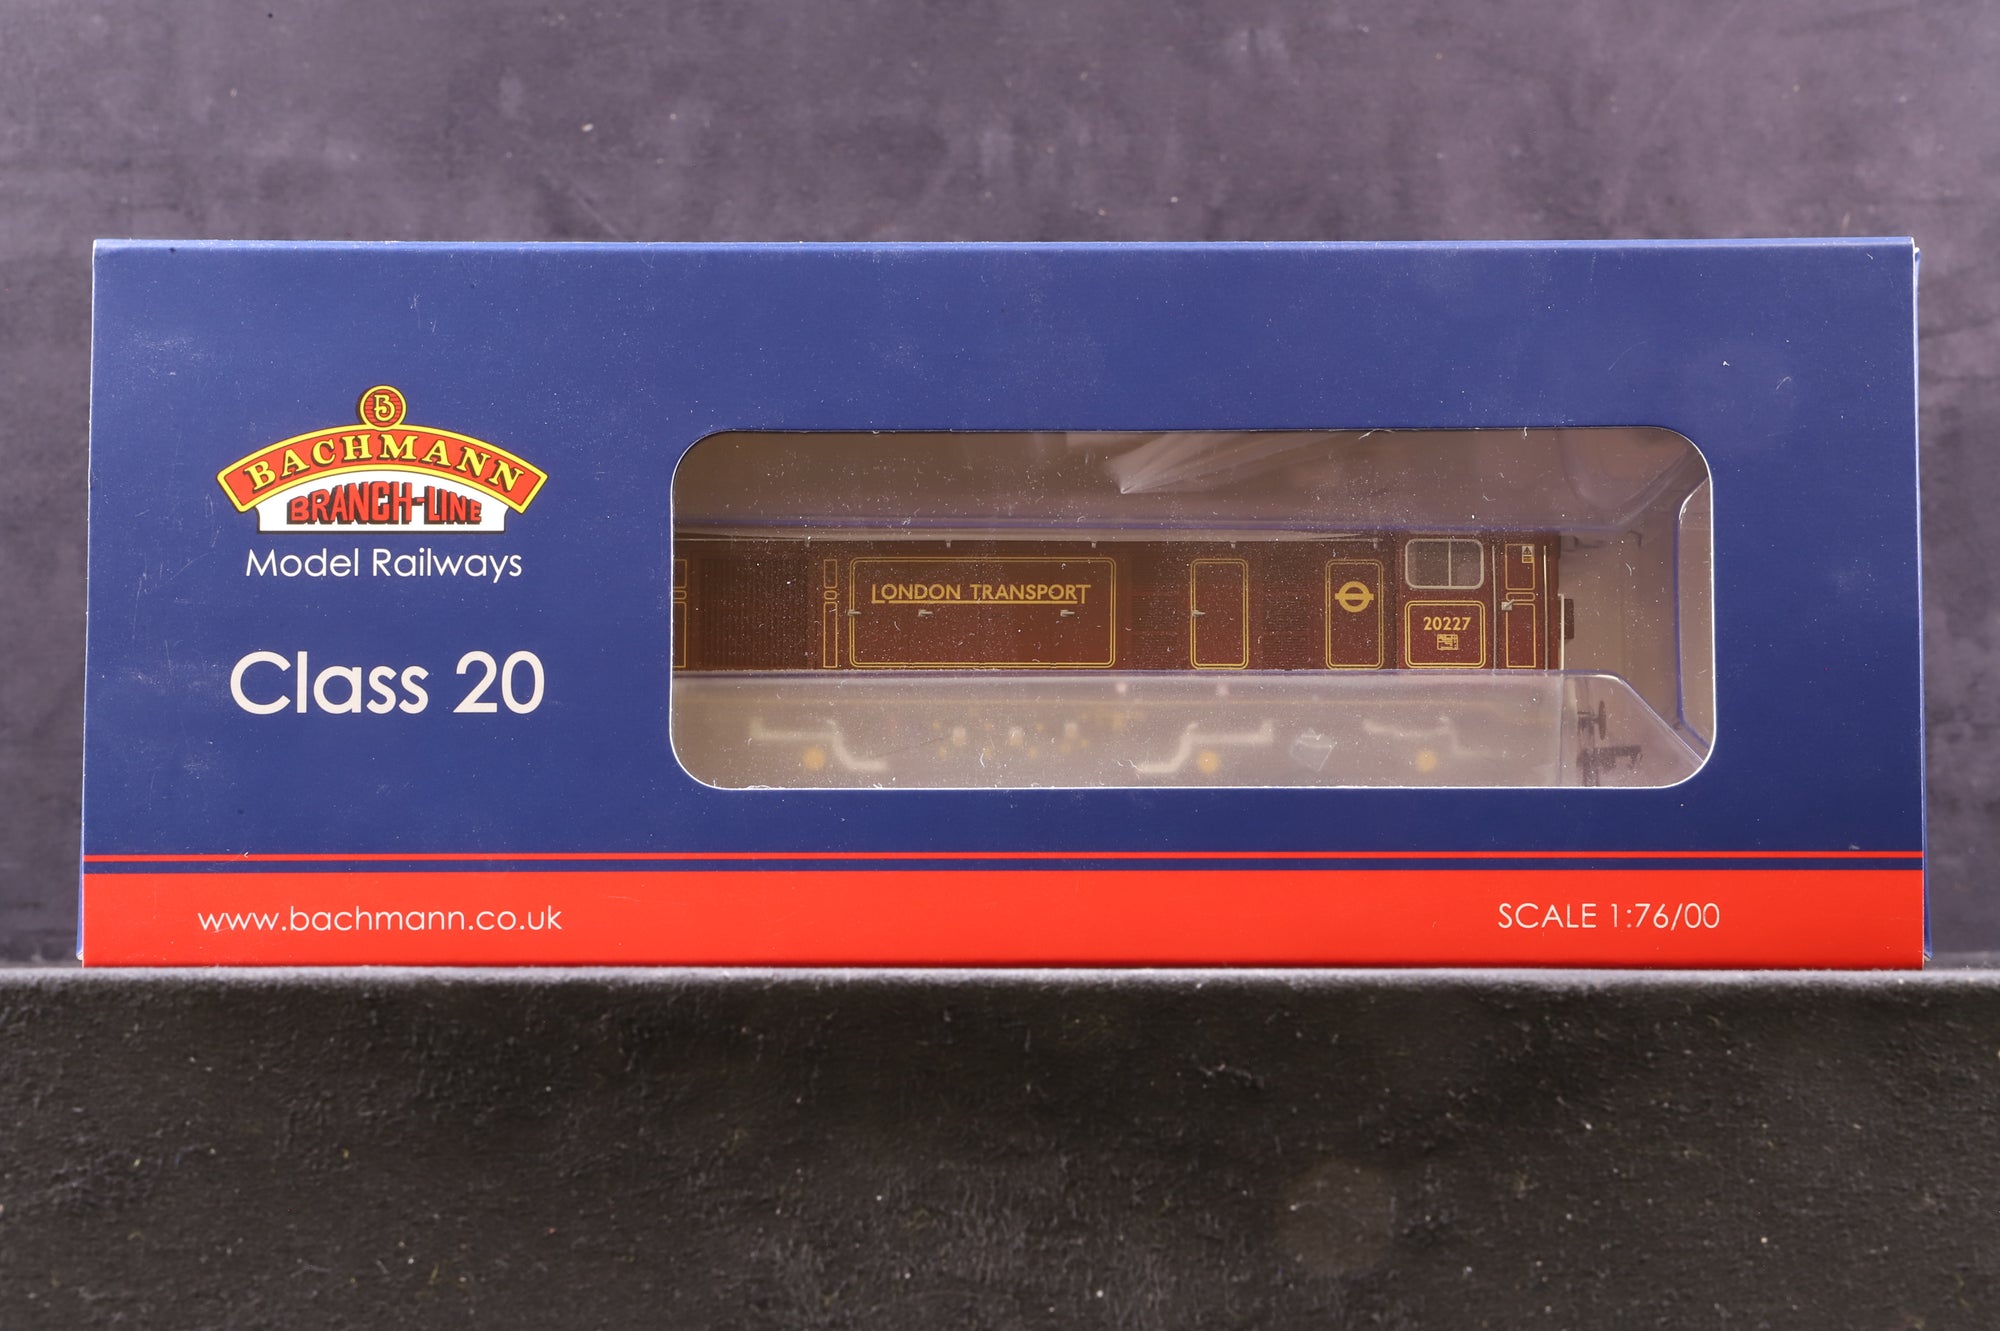 B
BACHMANN
BRANCH-LINE
Model Railways
Class 20
LONDON TRANSPORT
20227
www.bachmann.co.uk
SCALE 1:76/00